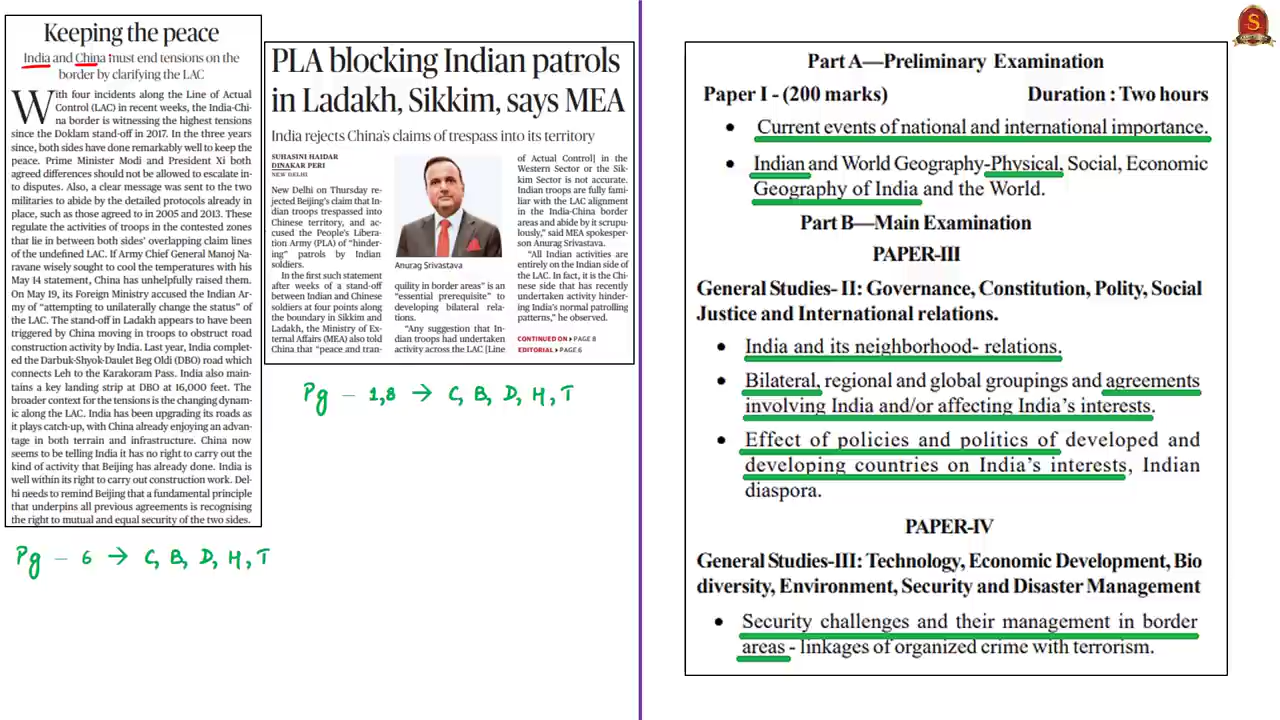 Keeping the peace
India and China must end tensions on the
border by clarifying the LAC
With four incidents along the Line of Actual
Control (LAC) in recent weeks, the India-Chi-
na border is witnessing the highest tensions
since the Doklam stand-off in 2017. In the three years
since, both sides have done remarkably well to keep the
peace. Prime Minister Modi and President Xi both
agreed differences should not be allowed to escalate in-
to disputes. Also, a clear message was sent to the two
militaries to abide by the detailed protocols already in
place, such as those agreed to in 2005 and 2013. These
regulate the activities of troops in the contested zones
that lie in between both sides' overlapping claim lines
of the undefined LAC. If Army Chief General Manoj Na-
ravane wisely sought to cool the temperatures with his
May 14 statement, China has unhelpfully raised them.
On May 19, its Foreign Ministry accused the Indian Ar-
my of "attempting to unilaterally change the status" of
the LAC. The stand-off in Ladakh appears to have been
triggered by China moving in troops to obstruct road
construction activity by India. Last year, India complet-
ed the Darbuk-Shyok-Daulet Beg Oldi (DBO) road which
connects Leh to the Karakoram Pass. India also main-
tains a key landing strip at DBO at 16,000 feet. The
broader context for the tensions is the changing dynam-
ic along the LAC. India has been upgrading its roads as
it plays catch-up, with China already enjoying an advan-
tage in both terrain and infrastructure. China now
seems to be telling India it has no right to carry out the
kind of activity that Beijing has already done. India is
well within its right to carry out construction work. Del-
hi needs to remind Beijing that a fundamental principle
that underpins all previous agreements is recognising
the right to mutual and equal security of the two sides.
Pg - 6 → C, B, D, H, T
PLA blocking Indian patrols
in Ladakh, Sikkim, says MEA
India rejects China's claims of trespass into its territory
SUHASINI HAIDAR
DINAKAR PERI
NEW DELHI
New Delhi on Thursday re-
jected Beijing's claim that In-
dian troops trespassed into
Chinese territory, and ac-
cused the People's Libera-
tion Army (PLA) of "hinder-
ing" patrols by Indian
soldiers.
In the first such statement
after weeks of a stand-off
between Indian and Chinese
soldiers at four points along
the boundary in Sikkim and
Ladakh, the Ministry of Ex-
ternal Affairs (MEA) also told
China that "peace and tran-
Anurag Srivastava
quility in border areas" is an
"essential prerequisite" to
developing bilateral rela-
tions.
"Any suggestion that In-
dian troops had undertaken
activity across the LAC [Line
of Actual Control] in the
Western Sector or the Sik-
kim Sector is not accurate.
Indian troops are fully fami-
liar with the LAC alignment
in the India-China border
areas and abide by it scrupu-
lously," said MEA spokesper-
son Anurag Srivastava.
"All Indian activities are
entirely on the Indian side of
the LAC. In fact, it is the Chi-
nese side that has recently
undertaken activity hinder-
ing India's normal patrolling
patterns," he observed.
CONTINUED ON ▸ PAGE 8
EDITORIAL ▸ PAGE 6
Pg - 1,8 → C, B, D, H, T
Part A—Preliminary Examination
Paper I - (200 marks) Duration : Two hours
• Current events of national and international importance.
• Indian and World Geography-Physical, Social, Economic
Geography of India and the World.
Part B—Main Examination
PAPER-III
General Studies- II: Governance, Constitution, Polity, Social
Justice and International relations.
• India and its neighborhood- relations.
• Bilateral, regional and global groupings and agreements
involving India and/or affecting India's interests.
• Effect of policies and politics of developed and
developing countries on India's interests, Indian
diaspora.
PAPER-IV
General Studies-III: Technology, Economic Development, Bio
diversity, Environment, Security and Disaster Management
• Security challenges and their management in border
areas - linkages of organized crime with terrorism.